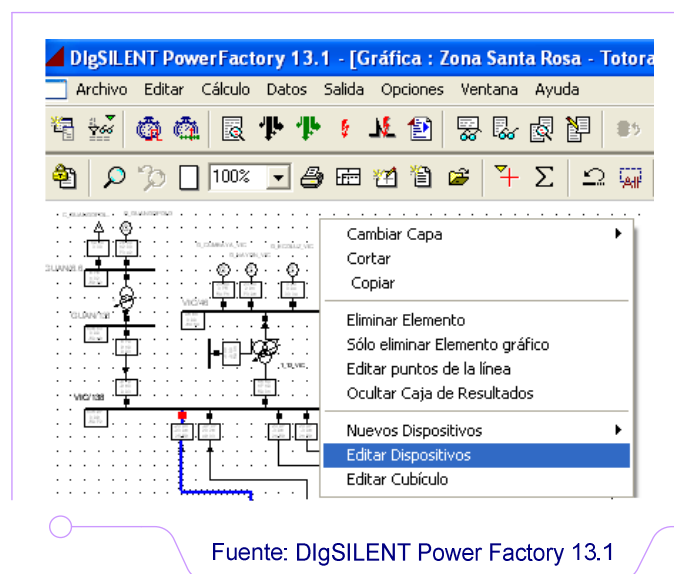 DIgSILENT PowerFactory 13.1 - [Gráfica : Zona Santa Rosa - Totora
Archivo Editar Cálculo Datos Salida Opciones Ventana Ayuda
100%
Cambiar Capa
Cortar
Copiar
Eliminar Elemento
Sólo eliminar Elemento gráfico
Editar puntos de la línea
Ocultar Caja de Resultados
Nuevos Dispositivos
Editar Dispositivos
Editar Cubículo
VIC/138
Fuente: DIgSILENT Power Factory 13.1